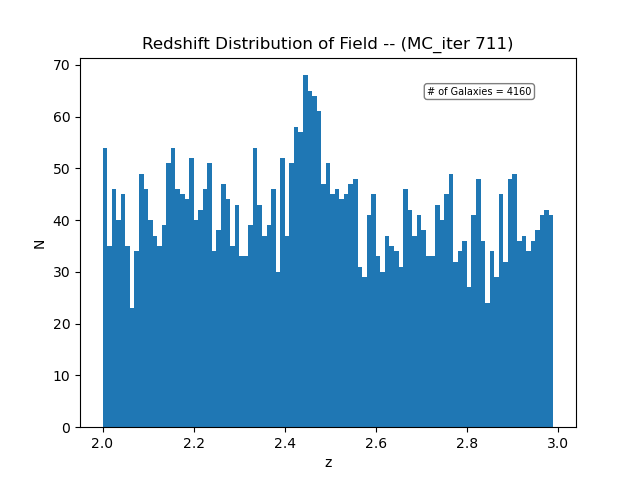 Redshift Distribution of Field -- (MC_iter 711)
# of Galaxies = 4160
70
60
50
40
30
20
10
0
N
2.0 2.2 2.4 2.6 2.8 3.0
z